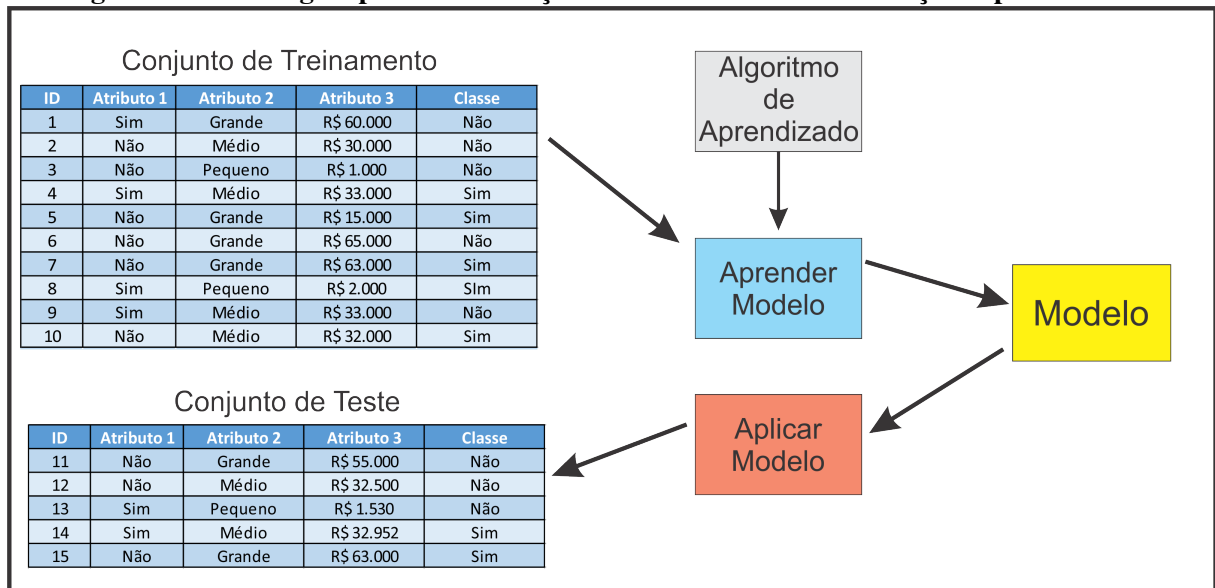 Conjunto de Treinamento
ID Atributo 1 Atributo 2 Atributo 3 Classe
1 Sim Grande R$ 60.000 Não
2 Não Médio R$ 30.000 Não
3 Não Pequeno R$ 1.000 Não
4 Sim Médio R$ 33.000 Sim
5 Não Grande R$ 15.000 Sim
6 Não Grande R$ 65.000 Não
7 Não Grande R$ 63.000 Sim
8 Sim Pequeno R$ 2.000 SIm
9 Sim Médio R$ 33.000 Não
10 Não Médio R$ 32.000 Sim
Algoritmo
de
Aprendizado
Aprender
Modelo
Modelo
Aplicar
Modelo
Conjunto de Teste
ID Atributo 1 Atributo 2 Atributo 3 Classe
11 Não Grande R$ 55.000 Não
12 Não Médio R$ 32.500 Não
13 Sim Pequeno R$ 1.530 Não
14 Sim Médio R$ 32.952 Sim
15 Não Grande R$ 63.000 Sim